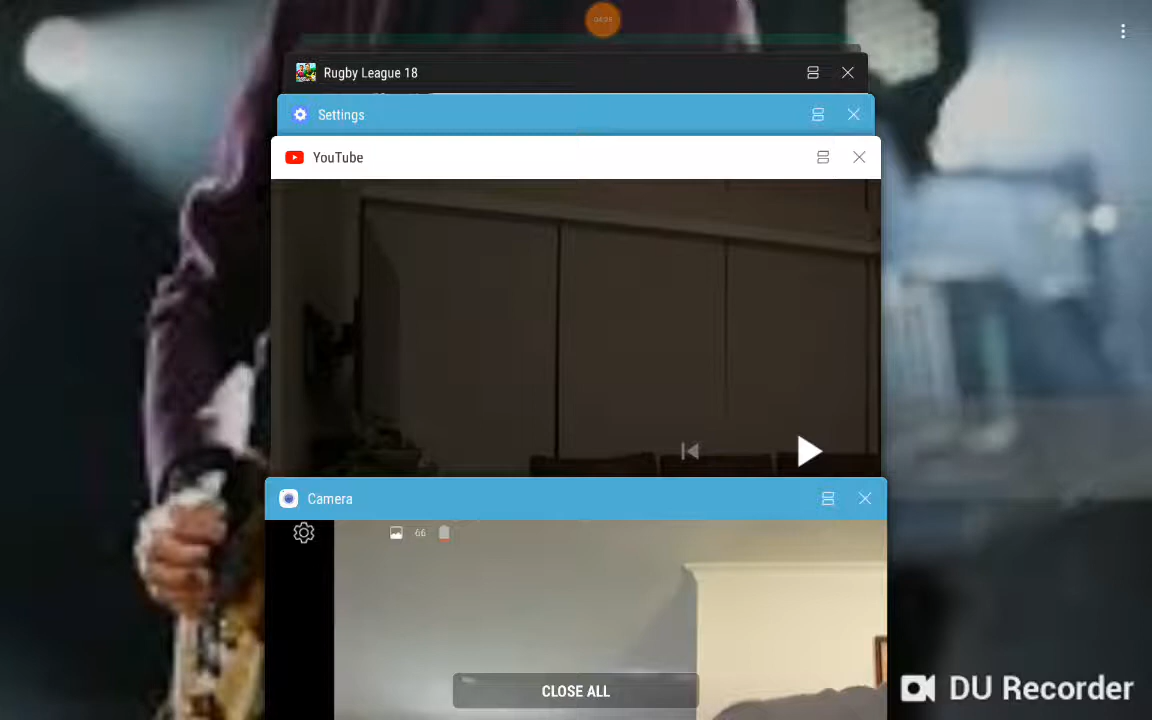 Rugby League 18
Settings
YouTube
Camera
66
CLOSE ALL
DU Recorder